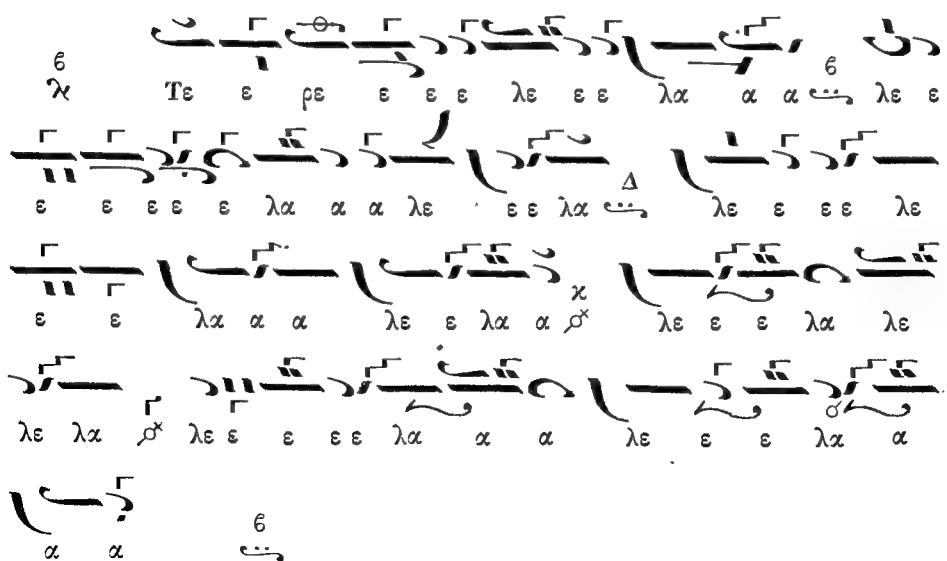 Τε ε ρε ε ε ε λε ε ε λα α α λε ε
ε ε ε ε ε λα α α λε ε ε λα λε ε ε ε λε
ε ε λα α α λε ε λα α λε ε ε λα λε
λε λα λε ε ε ε ε λα α α λε ε ε λα α
α α